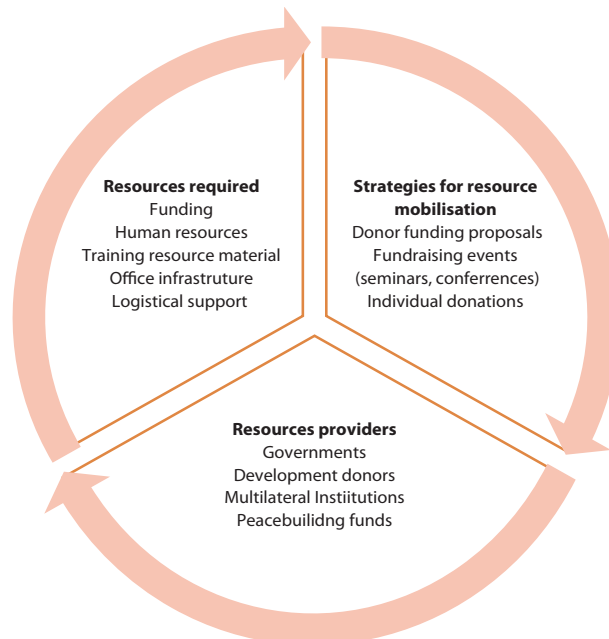 Resources required
Funding
Human resources
Training resource material
Office infrastruture
Logistical support
Strategies for resource
mobilisation
Donor funding proposals
Fundraising events
(seminars, conferrences)
Individual donations
Resources providers
Governments
Development donors
Multilateral Instiitutions
Peacebuilidng funds